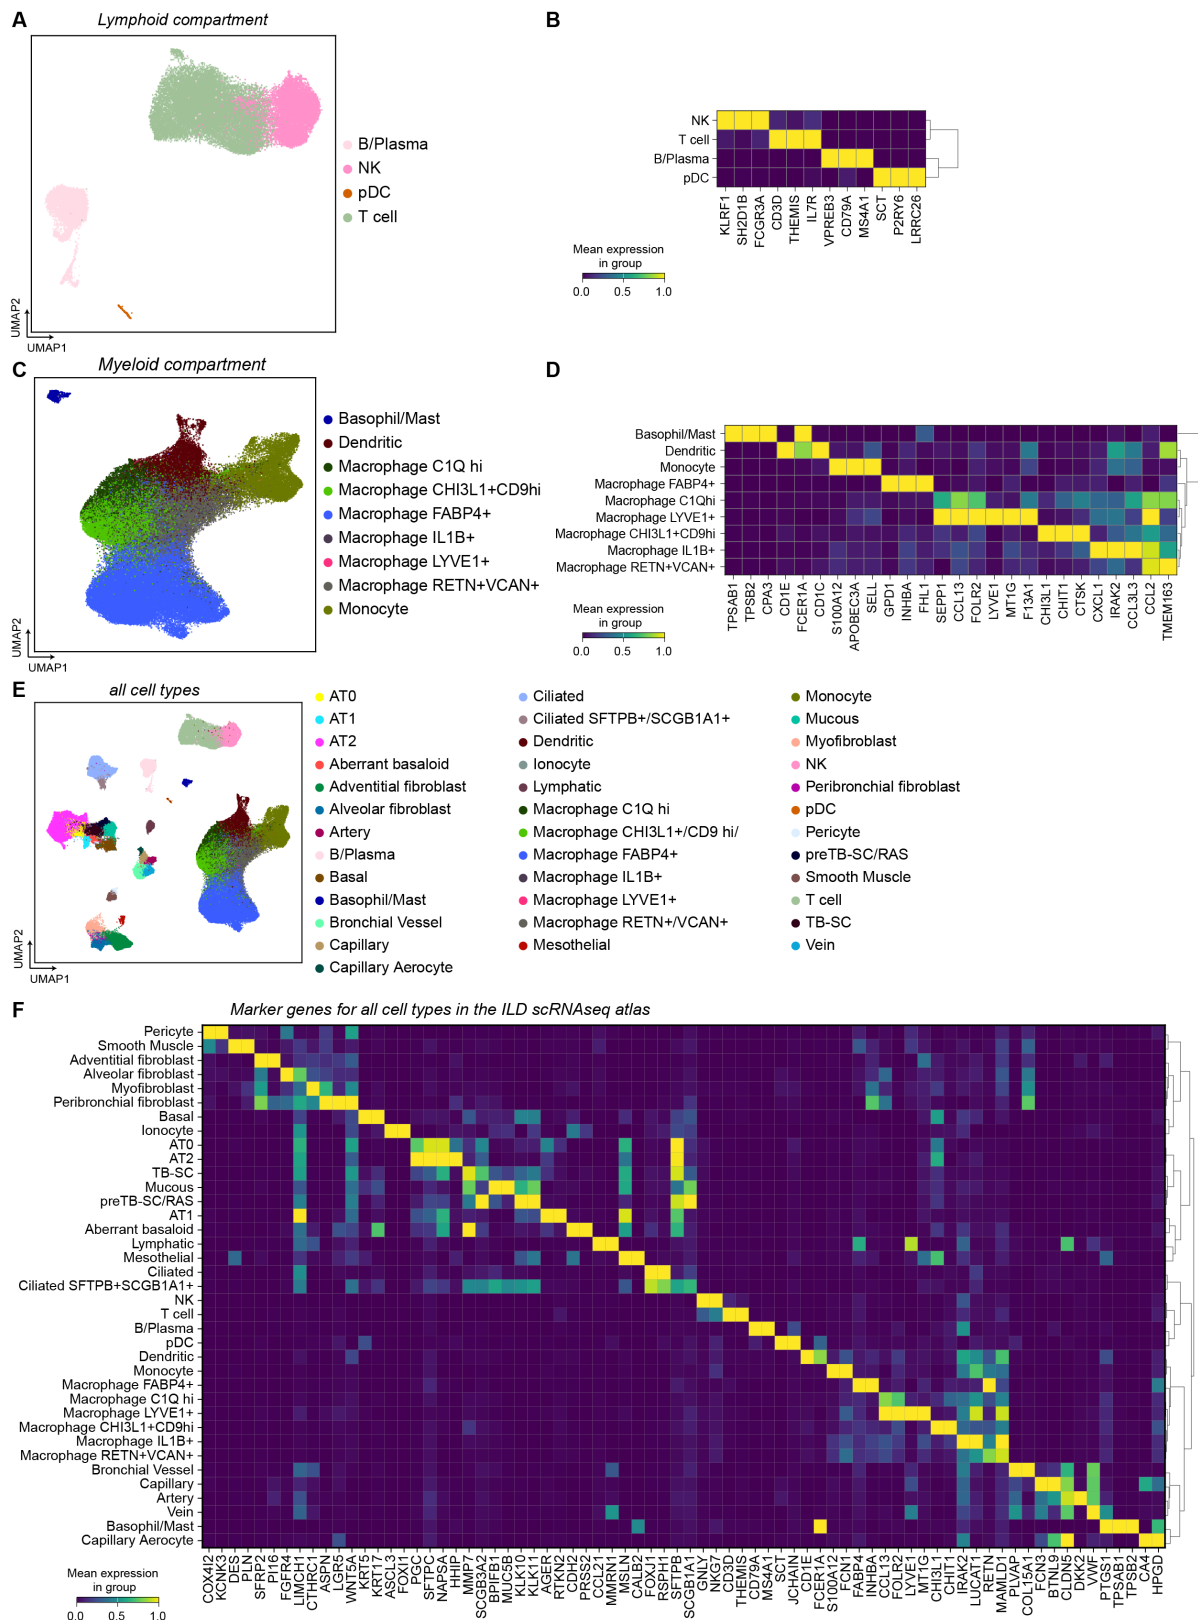 A
Lymphoid compartment
B/Plasma
NK
pDC
T cell
UMAP2
UMAP1
B
NK
T cell
B/Plasma
pDC
KLRF1
SH2D1B
FCGR3A
CD3D
THEMIS
IL7R
VPREB3
CD79A
MS4A1
SCT
P2RY6
LRRC26
Mean expression
in group
0.0 0.5 1.0
C
Myeloid compartment
Basophil/Mast
Dendritic
Macrophage C1Q hi
Macrophage CHI3L1+CD9hi
Macrophage FABP4+
Macrophage IL1B+
Macrophage LYVE1+
Macrophage RETN+VCAN+
Monocyte
UMAP2
UMAP1
D
Basophil/Mast
Dendritic
Monocyte
Macrophage FABP4+
Macrophage C1Qhi
Macrophage LYVE1+
Macrophage CHI3L1+CD9hi
Macrophage IL1B+
Macrophage RETN+VCAN+
TPSAB1
TPSB2
CPA3
CD1E
FCER1A
CD1C
S100A12
APOBEC3A
SELL
GPD1
INHBA
FHL1
SEPP1
CCL13
FOLR2
LYVE1
MT1G
F13A1
CHI3L1
CHIT1
CTSK
CXCL1
IRAK2
CCL3L3
CCL2
TMEM163
Mean expression
in group
0.0 0.5 1.0
E
all cell types
UMAP2
UMAP1
AT0
AT1
AT2
Aberrant basaloid
Adventitial fibroblast
Alveolar fibroblast
Artery
B/Plasma
Basal
Basophil/Mast
Bronchial Vessel
Capillary
Capillary Aerocyte
Ciliated
Ciliated SFTPB+/SCGB1A1+
Dendritic
Ionocyte
Lymphatic
Macrophage C1Q hi
Macrophage CHI3L1+/CD9 hi/
Macrophage FABP4+
Macrophage IL1B+
Macrophage LYVE1+
Macrophage RETN+/VCAN+
Mesothelial
Monocyte
Mucous
Myofibroblast
NK
Peribronchial fibroblast
pDC
Pericyte
preTB-SC/RAS
Smooth Muscle
T cell
TB-SC
Vein
F
Marker genes for all cell types in the ILD scRNAseq atlas
Pericyte
Smooth Muscle
Adventitial fibroblast
Alveolar fibroblast
Myofibroblast
Peribronchial fibroblast
Basal
Ionocyte
AT0
AT2
TB-SC
Mucous
preTB-SC/RAS
AT1
Aberrant basaloid
Lymphatic
Mesothelial
Ciliated
Ciliated SFTPB+SCGB1A1+
NK
T cell
B/Plasma
pDC
Dendritic
Monocyte
Macrophage FABP4+
Macrophage C1Q hi
Macrophage LYVE1+
Macrophage CHI3L1+CD9hi
Macrophage IL1B+
Macrophage RETN+VCAN+
Bronchial Vessel
Capillary
Artery
Vein
Basophil/Mast
Capillary Aerocyte
COX4I2
KCNK3
DES
PLN
SFRP2
PI16
FGFR4
LIMCH1
CTHRC1
ASPN
LGR5
WNT5A
KRT5
KRT17
ASCL3
FOXI1
PGC
SFTPC
NAPSA
HHIP
MMP7
SCGB3A2
BPIFB1
MUC5B
KLK10
KLK11
AGER
RTKN2
CDH2
PRSS2
CCL21
MMRN1
MSLN
CALB2
FOXJ1
RSPH1
SFTPB
SCGB1A1
GNLY
NKG7
CD3D
THEMIS
CD79A
MS4A1
SCT
JCHAIN
CD1E
FCER1A
S100A12
FCN1
FABP4
INHBA
CCL13
FOLR2
LYVE1
MT1G
CHI3L1
CHIT1
IRAK2
LUCAT1
RETN
MAMLD1
PLVAP
COL15A1
FCN3
BTNL9
CLDN5
DKK2
VWF
PTGS1
TPSAB1
TPSB2
CA4
HPGD
Mean expression
in group
0.0 0.5 1.0